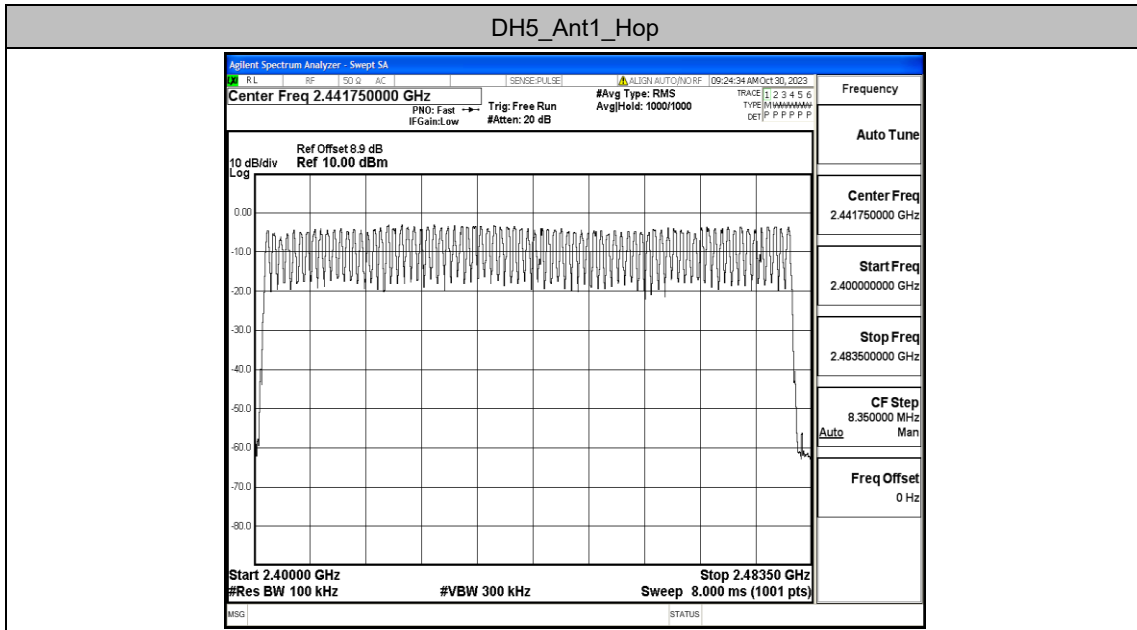 DH5_Ant1_Hop
Agilent Spectrum Analyzer - Swept SA
RL RF 50 Ω AC SENSE:PULSE ALIGN AUTO/NO RF 09:24:34 AM Oct 30, 2023
Center Freq 2.441750000 GHz
PNO: Fast
IFGain:Low
Trig: Free Run
#Atten: 20 dB
#Avg Type: RMS
Avg|Hold: 1000/1000
TRACE 1 2 3 4 5 6
TYPE M
DET P P P P P P
Ref Offset 8.9 dB
10 dB/div Ref 10.00 dBm
Log
0.00
-10.0
-20.0
-30.0
-40.0
-50.0
-60.0
-70.0
-80.0
Start 2.40000 GHz Stop 2.48350 GHz
#Res BW 100 kHz #VBW 300 kHz Sweep 8.000 ms (1001 pts)
MSG STATUS
Frequency
Auto Tune
Center Freq
2.441750000 GHz
Start Freq
2.400000000 GHz
Stop Freq
2.483500000 GHz
CF Step
8.350000 MHz
Auto Man
Freq Offset
0 Hz